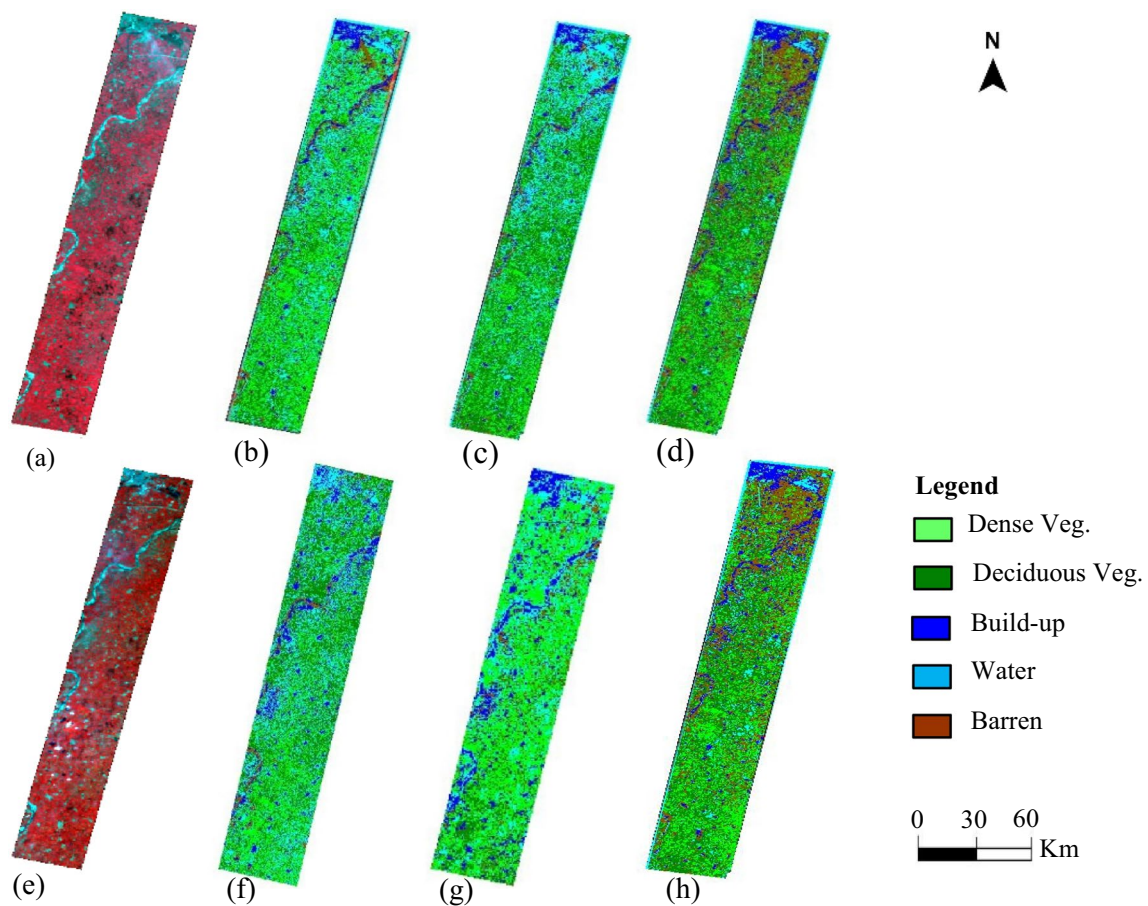 N
(a)
(b)
(c)
(d)
Legend
Dense Veg.
Deciduous Veg.
Build-up
Water
Barren
0 30 60
Km
(e)
(f)
(g)
(h)